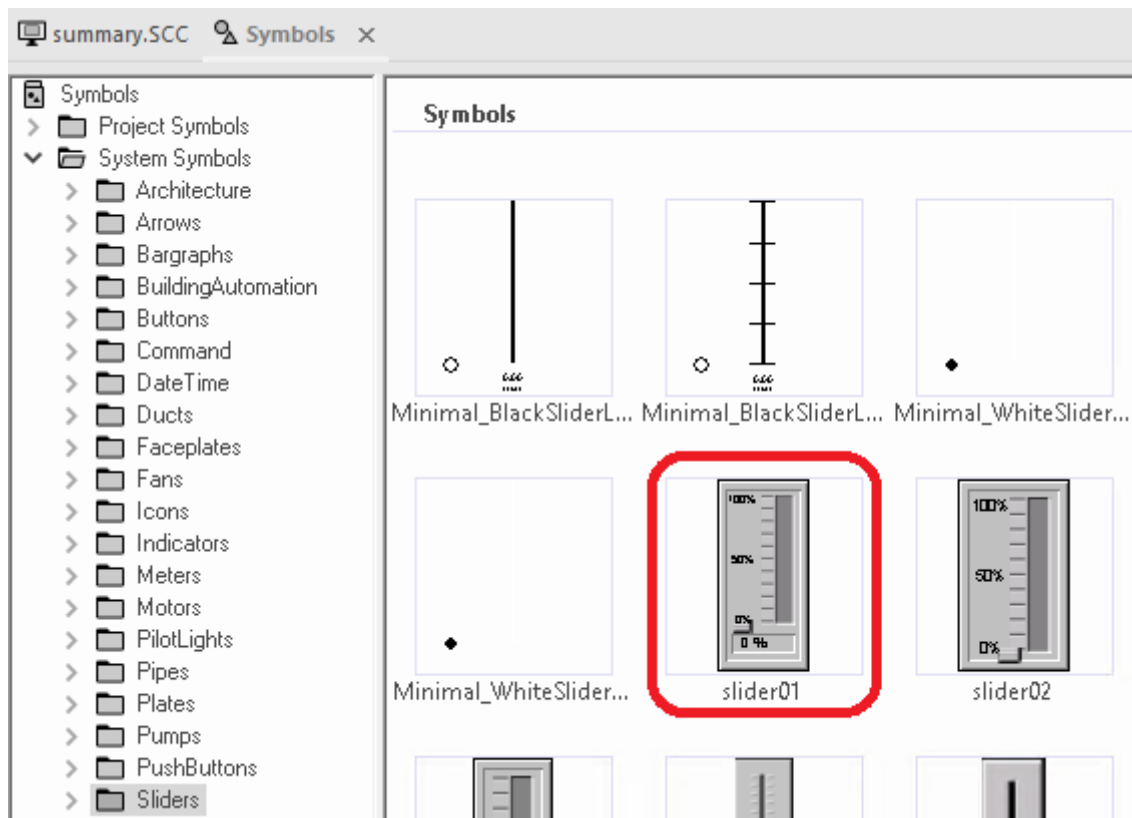 summary.SCC Symbols
Symbols
Project Symbols
System Symbols
Architecture
Arrows
Bargraphs
BuildingAutomation
Buttons
Command
DateTime
Ducts
Faceplates
Fans
Icons
Indicators
Meters
Motors
PilotLights
Pipes
Plates
Pumps
PushButtons
Sliders
Symbols
Minimal_BlackSliderL... Minimal_BlackSliderL... Minimal_WhiteSlider...
100%
50%
0%
0 %
100%
50%
0%
Minimal_WhiteSlider... slider01 slider02